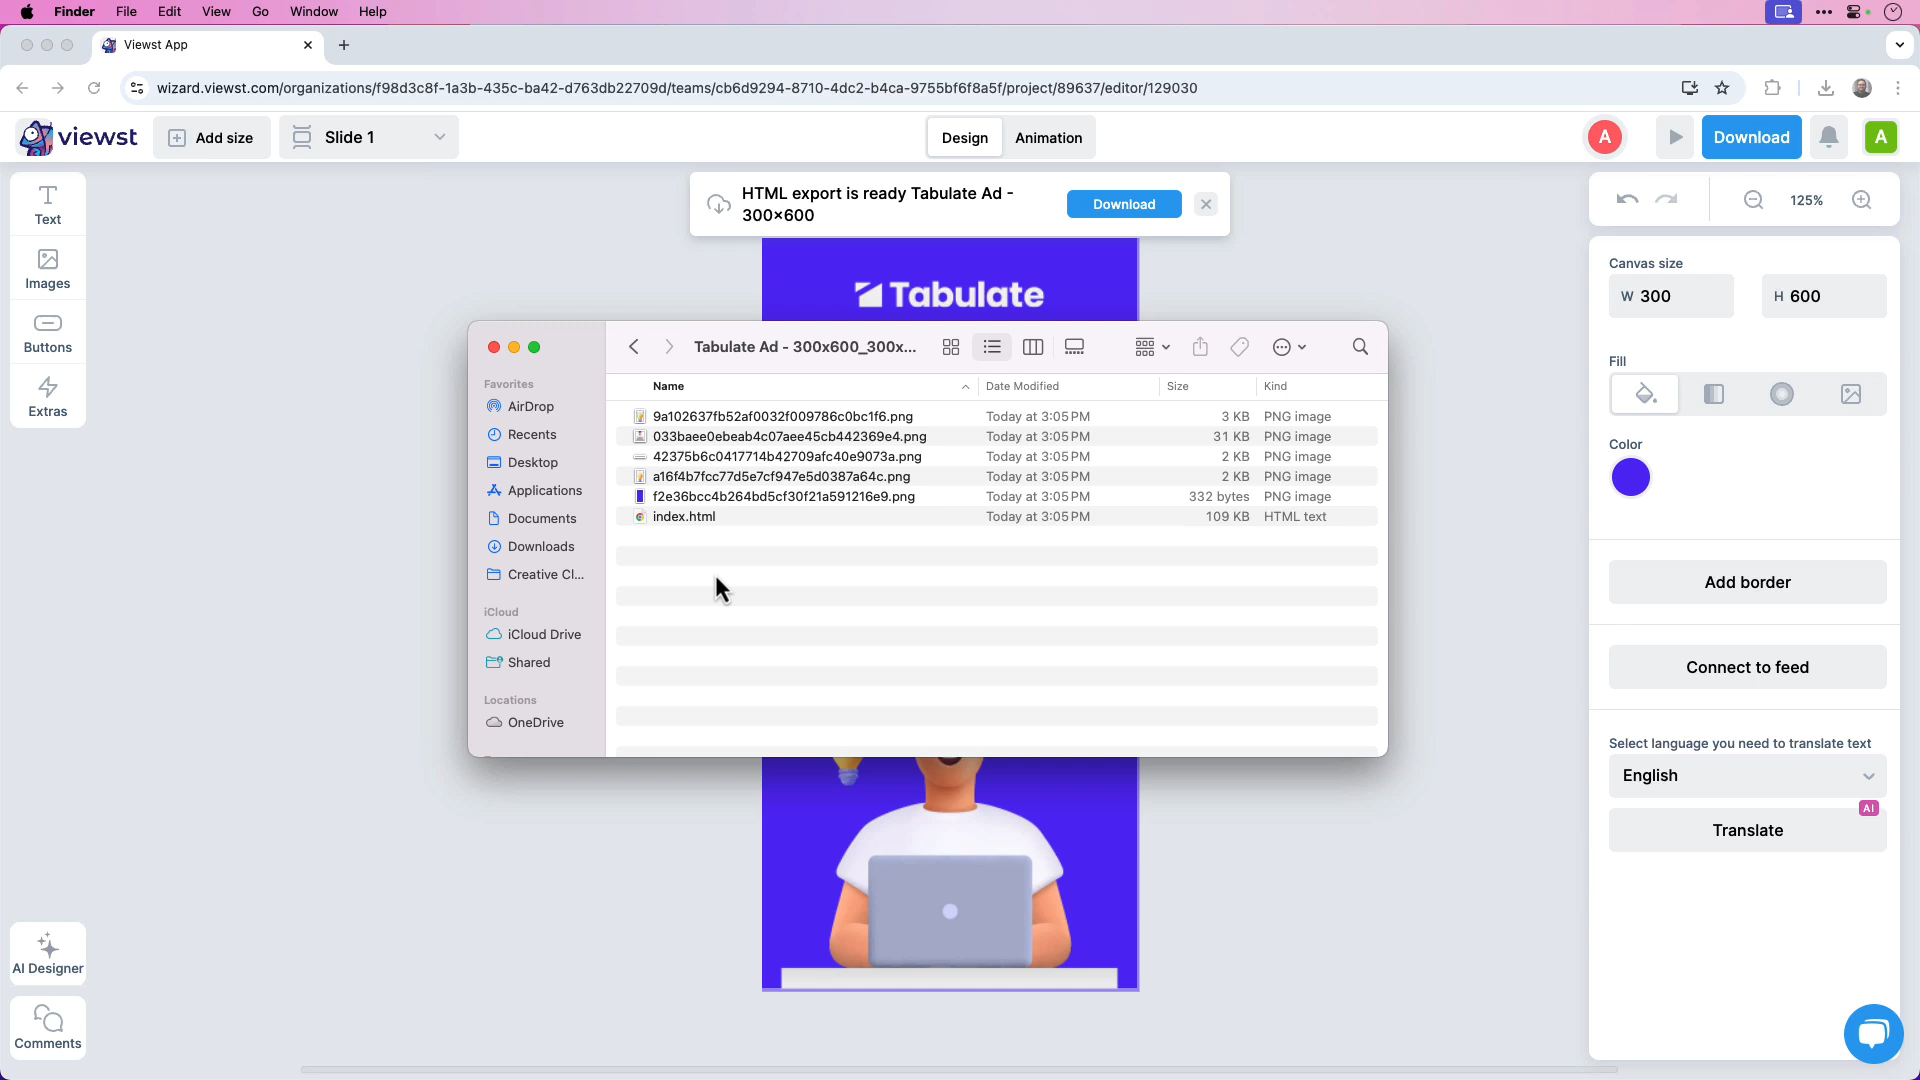 Finder File Edit View Go Window Help
Viewst App
wizard.viewst.com/organizations/f98d3c8f-1a3b-435c-ba42-d763db22709d/teams/cb6d9294-8710-4dc2-b4ca-9755bf6f8a5f/project/89637/editor/129030
viewst
Add size
Slide 1
Design
Animation
A
Download
A
Text
Images
Buttons
Extras
AI Designer
Comments
HTML export is ready Tabulate Ad -
300×600
Download
Tabulate
Tabulate Ad - 300x600_300x...
Favorites
AirDrop
Recents
Desktop
Applications
Documents
Downloads
Creative Cl...
iCloud
iCloud Drive
Shared
Locations
OneDrive
Name Date Modified Size Kind
9a102637fb52af0032f009786c0bc1f6.png Today at 3:05 PM 3 KB PNG image
033baee0ebeab4c07aee45cb442369e4.png Today at 3:05 PM 31 KB PNG image
42375b6c0417714b42709afc40e9073a.png Today at 3:05 PM 2 KB PNG image
a16f4b7fcc77d5e7cf947e5d0387a64c.png Today at 3:05 PM 2 KB PNG image
f2e36bcc4b264bd5cf30f21a591216e9.png Today at 3:05 PM 332 bytes PNG image
index.html Today at 3:05 PM 109 KB HTML text
125%
Canvas size
W 300
H 600
Fill
Color
Add border
Connect to feed
Select language you need to translate text
English
AI
Translate